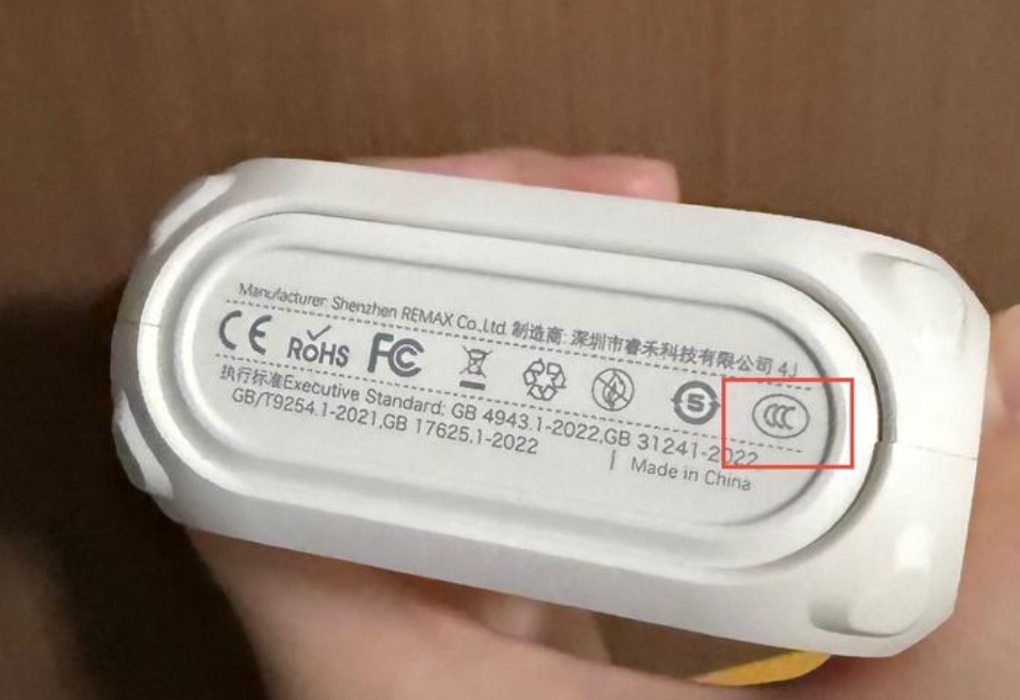 Manufacturer: Shenzhen REMAX Co.,Ltd. 制造商: 深圳市睿禾科技有限公司 4J
CE RoHS FC 5 CCC
执行标准Executive Standard: GB 4943.1-2022,GB 31241-2022
GB/T9254.1-2021,GB 17625.1-2022 | Made in China